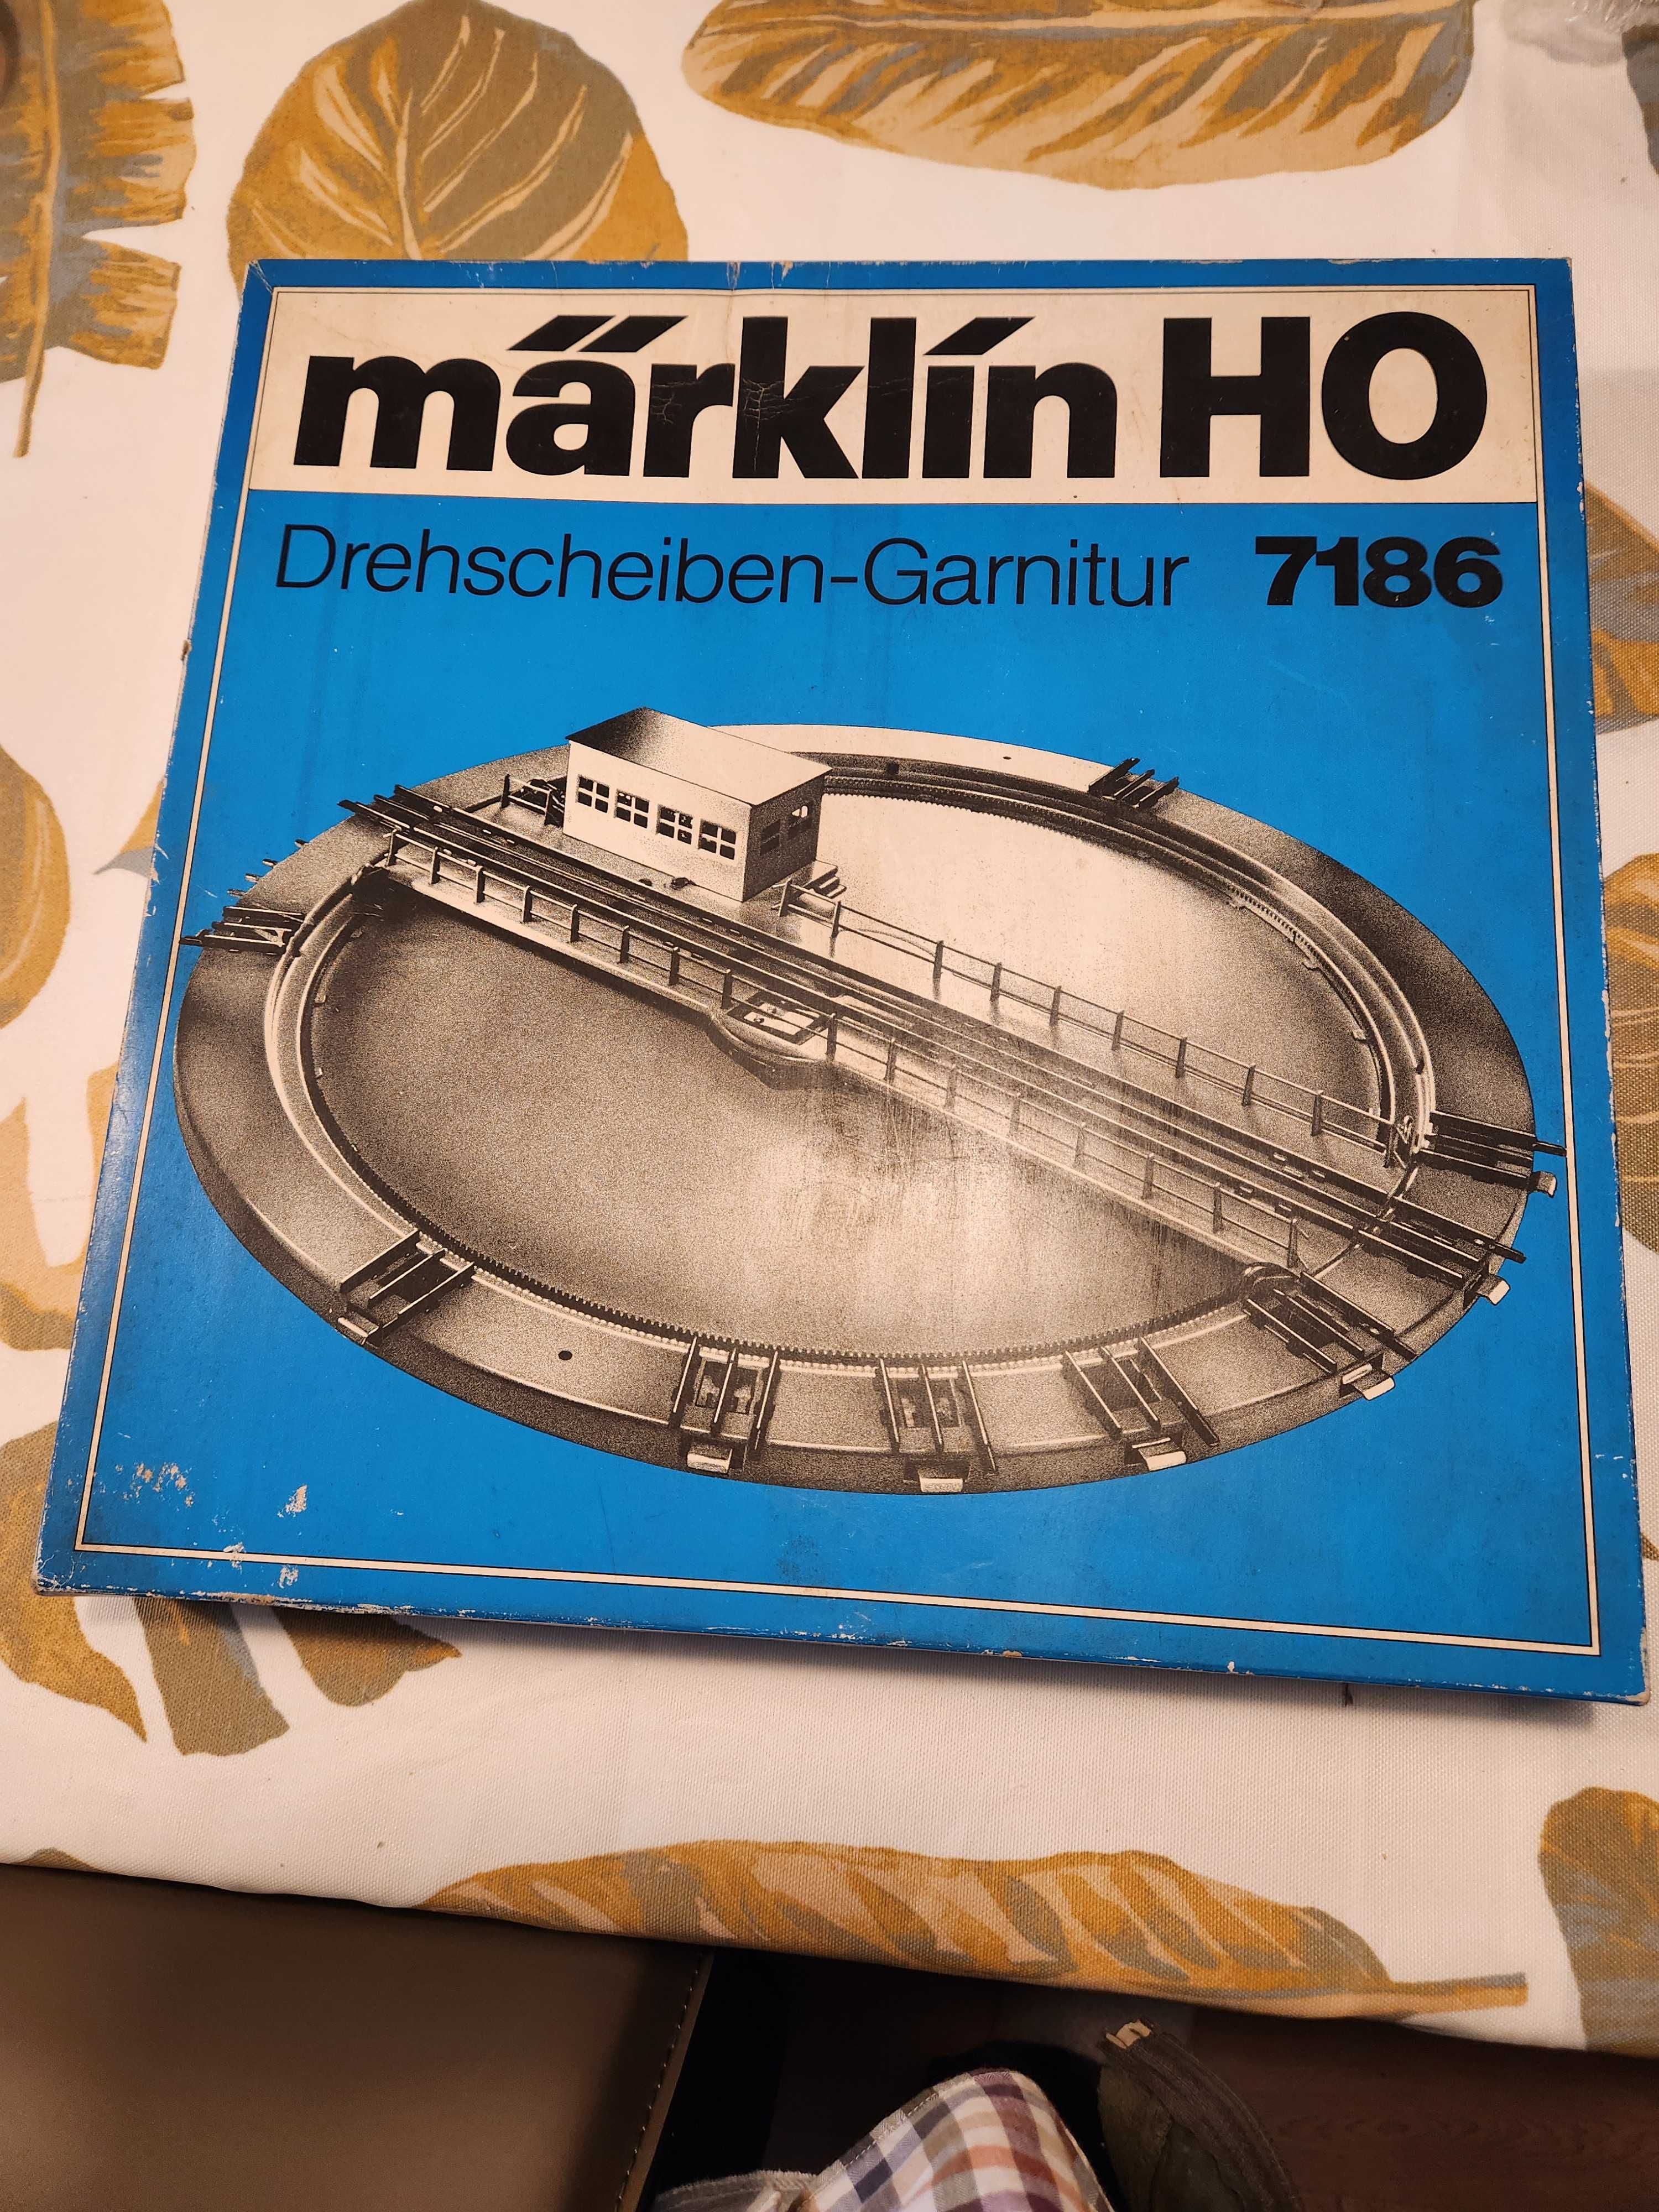 märklin HO
Drehscheiben-Garnitur 7186